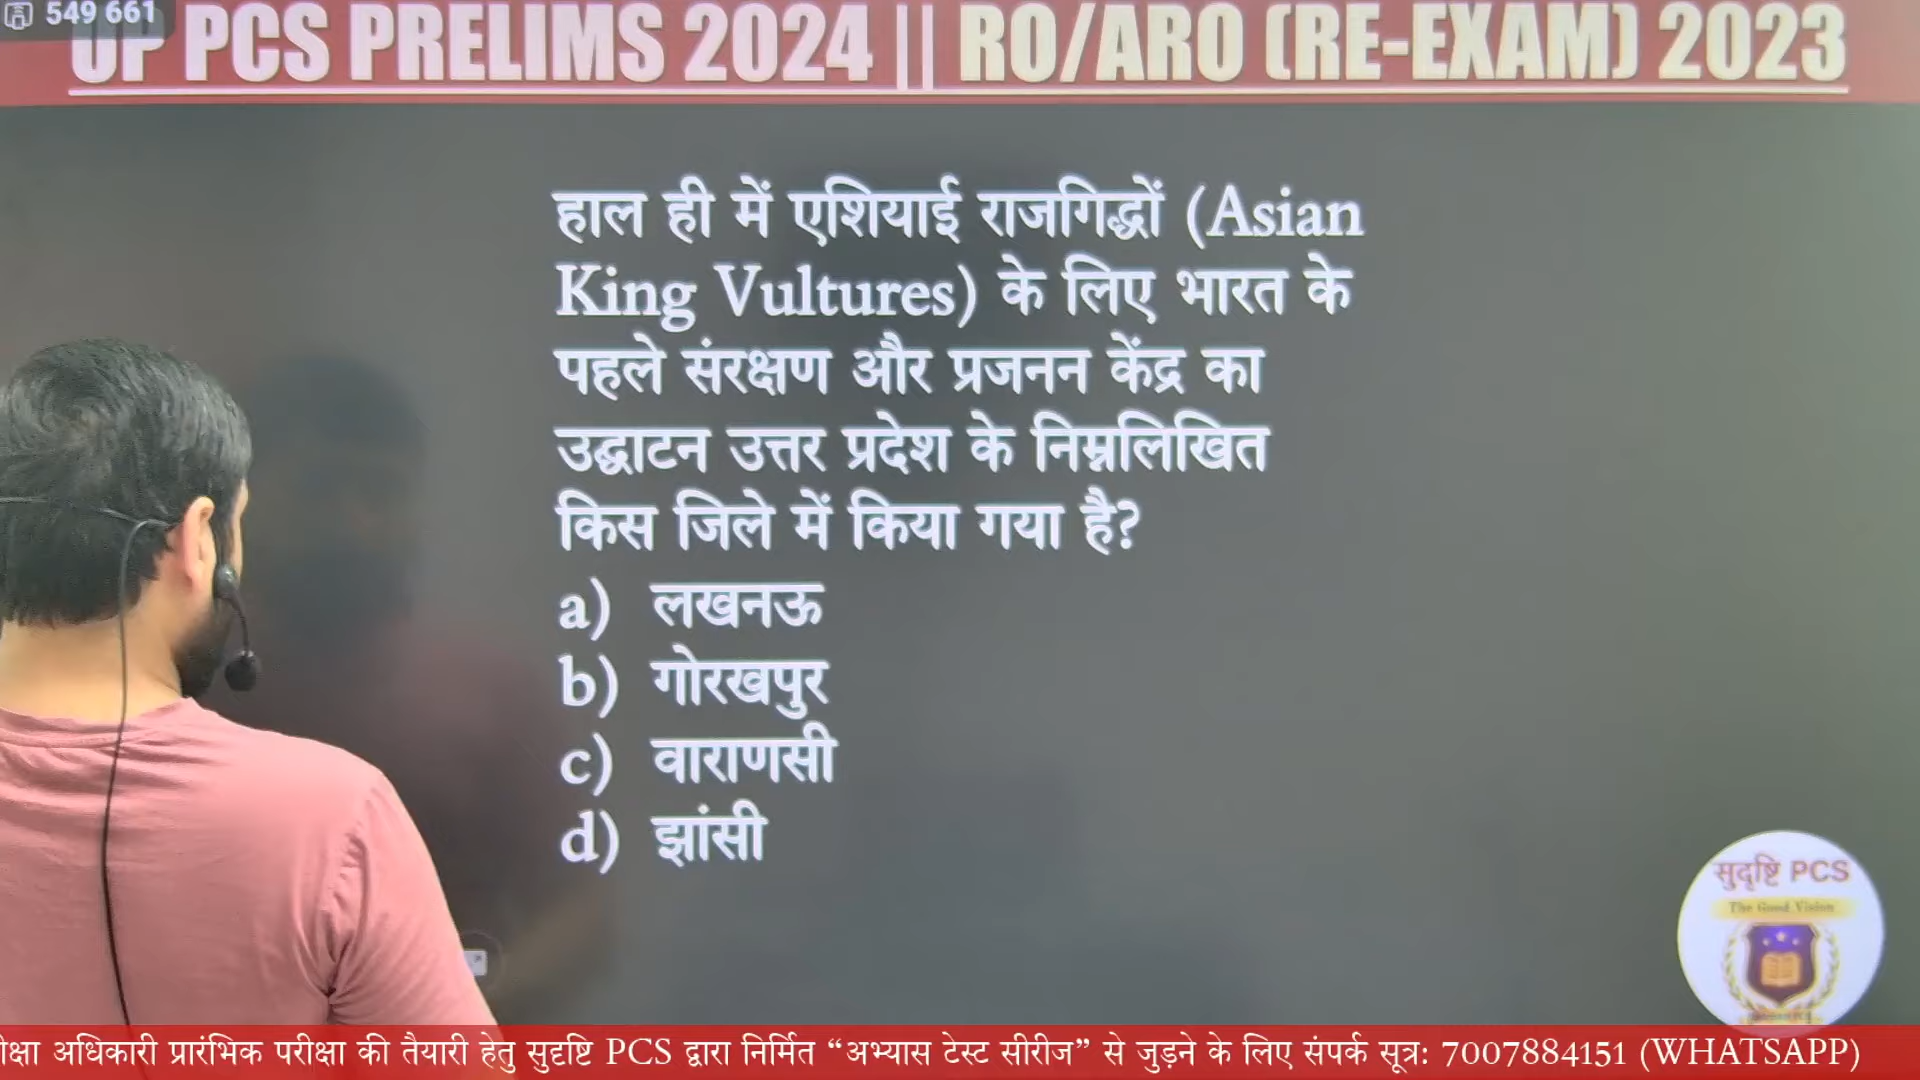 549 661
UP PCS PRELIMS 2024 || RO/ARO (RE-EXAM) 2023
हाल ही में एशियाई राजगिद्धों (Asian
King Vultures) के लिए भारत के
पहले संरक्षण और प्रजनन केंद्र का
उद्घाटन उत्तर प्रदेश के निम्नलिखित
किस जिले में किया गया है?
a) लखनऊ
b) गोरखपुर
c) वाराणसी
d) झांसी
सुदृष्टि PCS
The Good Vision
अधिकारी प्रारंभिक परीक्षा की तैयारी हेतु सुदृष्टि PCS द्वारा निर्मित “अभ्यास टेस्ट सीरीज” से जुड़ने के लिए संपर्क सूत्र: 7007884151 (WHATSAPP)